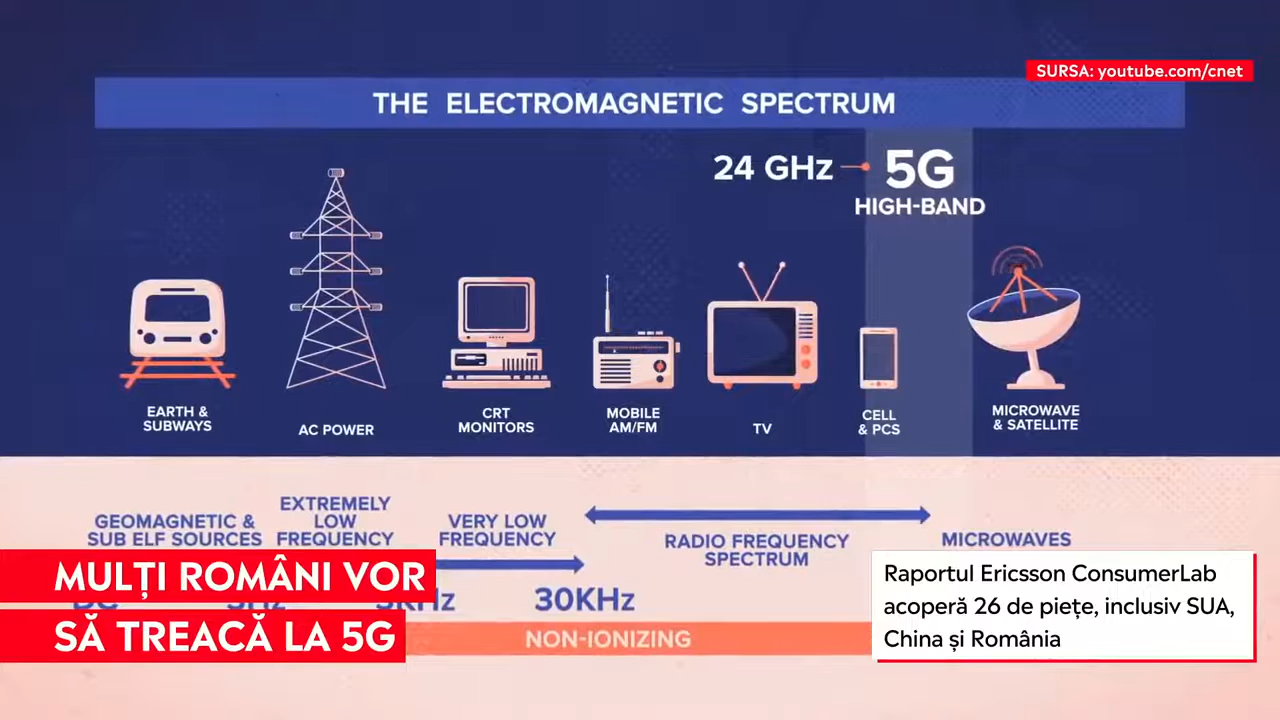 SURSA: youtube.com/cnet
THE ELECTROMAGNETIC SPECTRUM
24 GHz
5G
HIGH-BAND
EARTH &
SUBWAYS
AC POWER
CRT
MONITORS
MOBILE
AM/FM
TV
CELL
& PCS
MICROWAVE
& SATELLITE
GEOMAGNETIC &
SUB ELF SOURCES
EXTREMELY
LOW
FREQUENCY
VERY LOW
FREQUENCY
RADIO FREQUENCY
SPECTRUM
MICROWAVES
30KHz
NON-IONIZING
MULȚI ROMÂNI VOR
SĂ TREACĂ LA 5G
Raportul Ericsson ConsumerLab
acoperă 26 de piețe, inclusiv SUA,
China și România